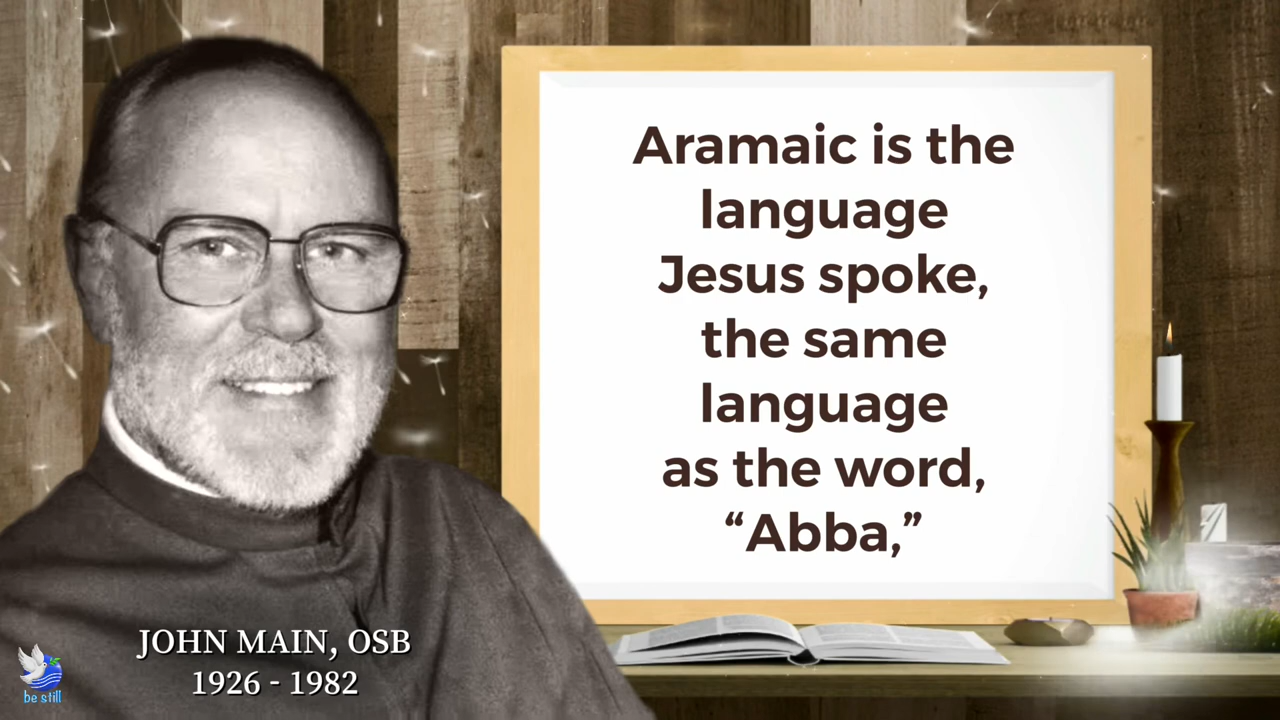 Aramaic is the
language
Jesus spoke,
the same
language
as the word,
“Abba,”
JOHN MAIN, OSB
1926 - 1982
be still